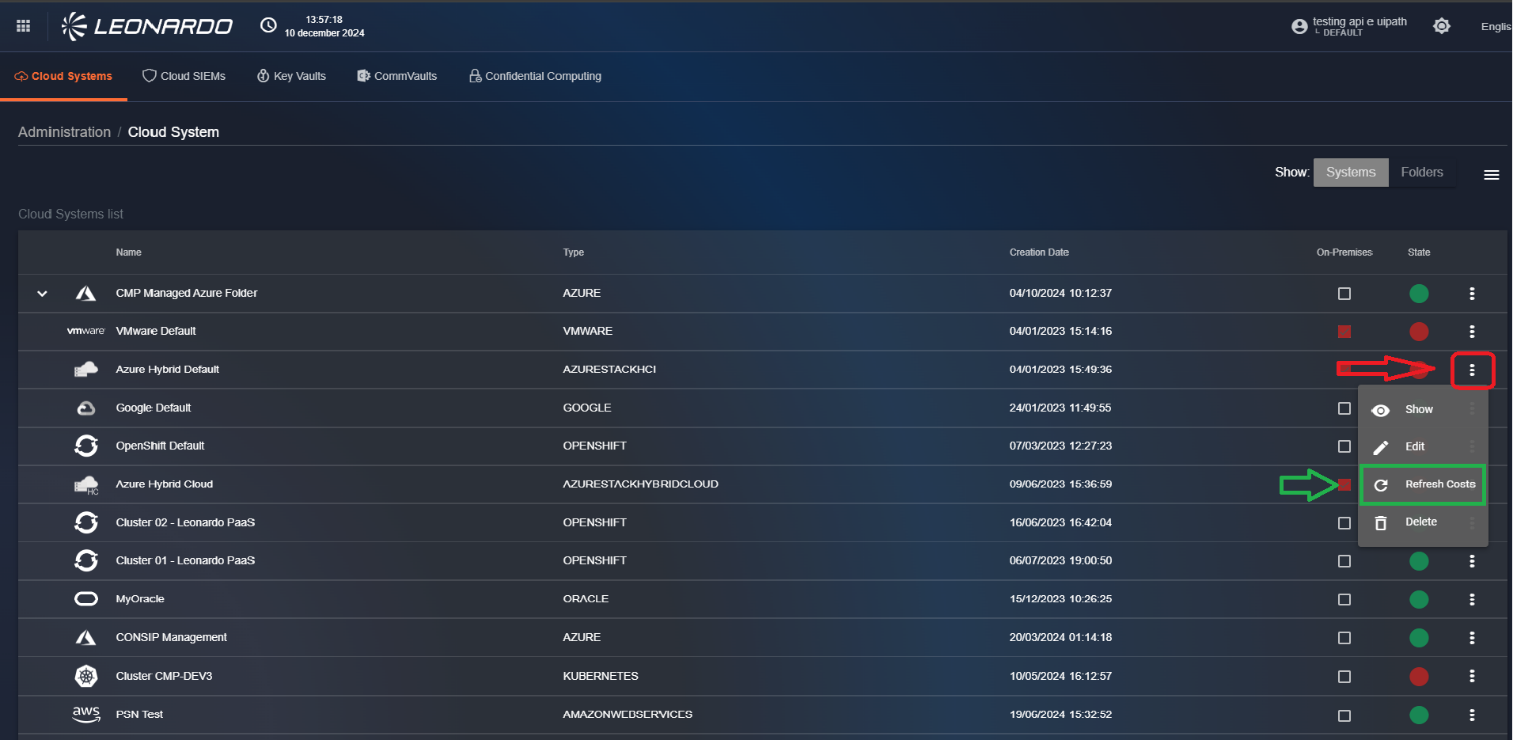 LEONARDO
13:57:18
10 december 2024
testing api e uipath
└ DEFAULT
Englis
Cloud Systems Cloud SIEMs Key Vaults CommVaults Confidential Computing
Administration / Cloud System
Show: Systems Folders
Cloud Systems list
Name Type Creation Date On-Premises State
CMP Managed Azure Folder AZURE 04/10/2024 10:12:37
vmware VMware Default VMWARE 04/01/2023 15:14:16
Azure Hybrid Default AZURESTACKHCI 04/01/2023 15:49:36
Google Default GOOGLE 24/01/2023 11:49:55 Show
OpenShift Default OPENSHIFT 07/03/2023 12:27:23 Edit
HC Azure Hybrid Cloud AZURESTACKHYBRIDCLOUD 09/06/2023 15:36:59 Refresh Costs
Cluster 02 - Leonardo PaaS OPENSHIFT 16/06/2023 16:42:04 Delete
Cluster 01 - Leonardo PaaS OPENSHIFT 06/07/2023 19:00:50
MyOracle ORACLE 15/12/2023 10:26:25
CONSIP Management AZURE 20/03/2024 01:14:18
Cluster CMP-DEV3 KUBERNETES 10/05/2024 16:12:57
aws PSN Test AMAZONWEBSERVICES 19/06/2024 15:32:52